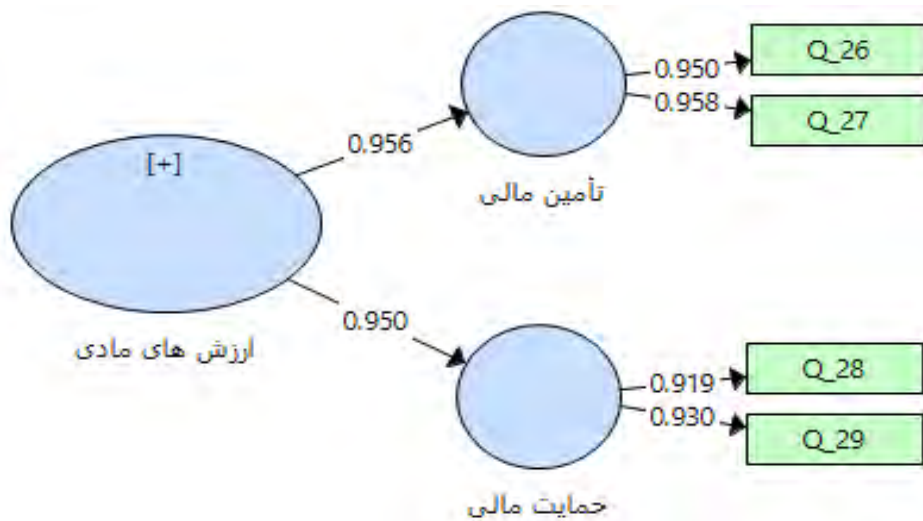 Q_26
0.950
0.958
Q_27
0.956
[+]
تأمین مالی
0.950
ارزش های مادی
Q_28
0.919
0.930
Q_29
حمایت مالی